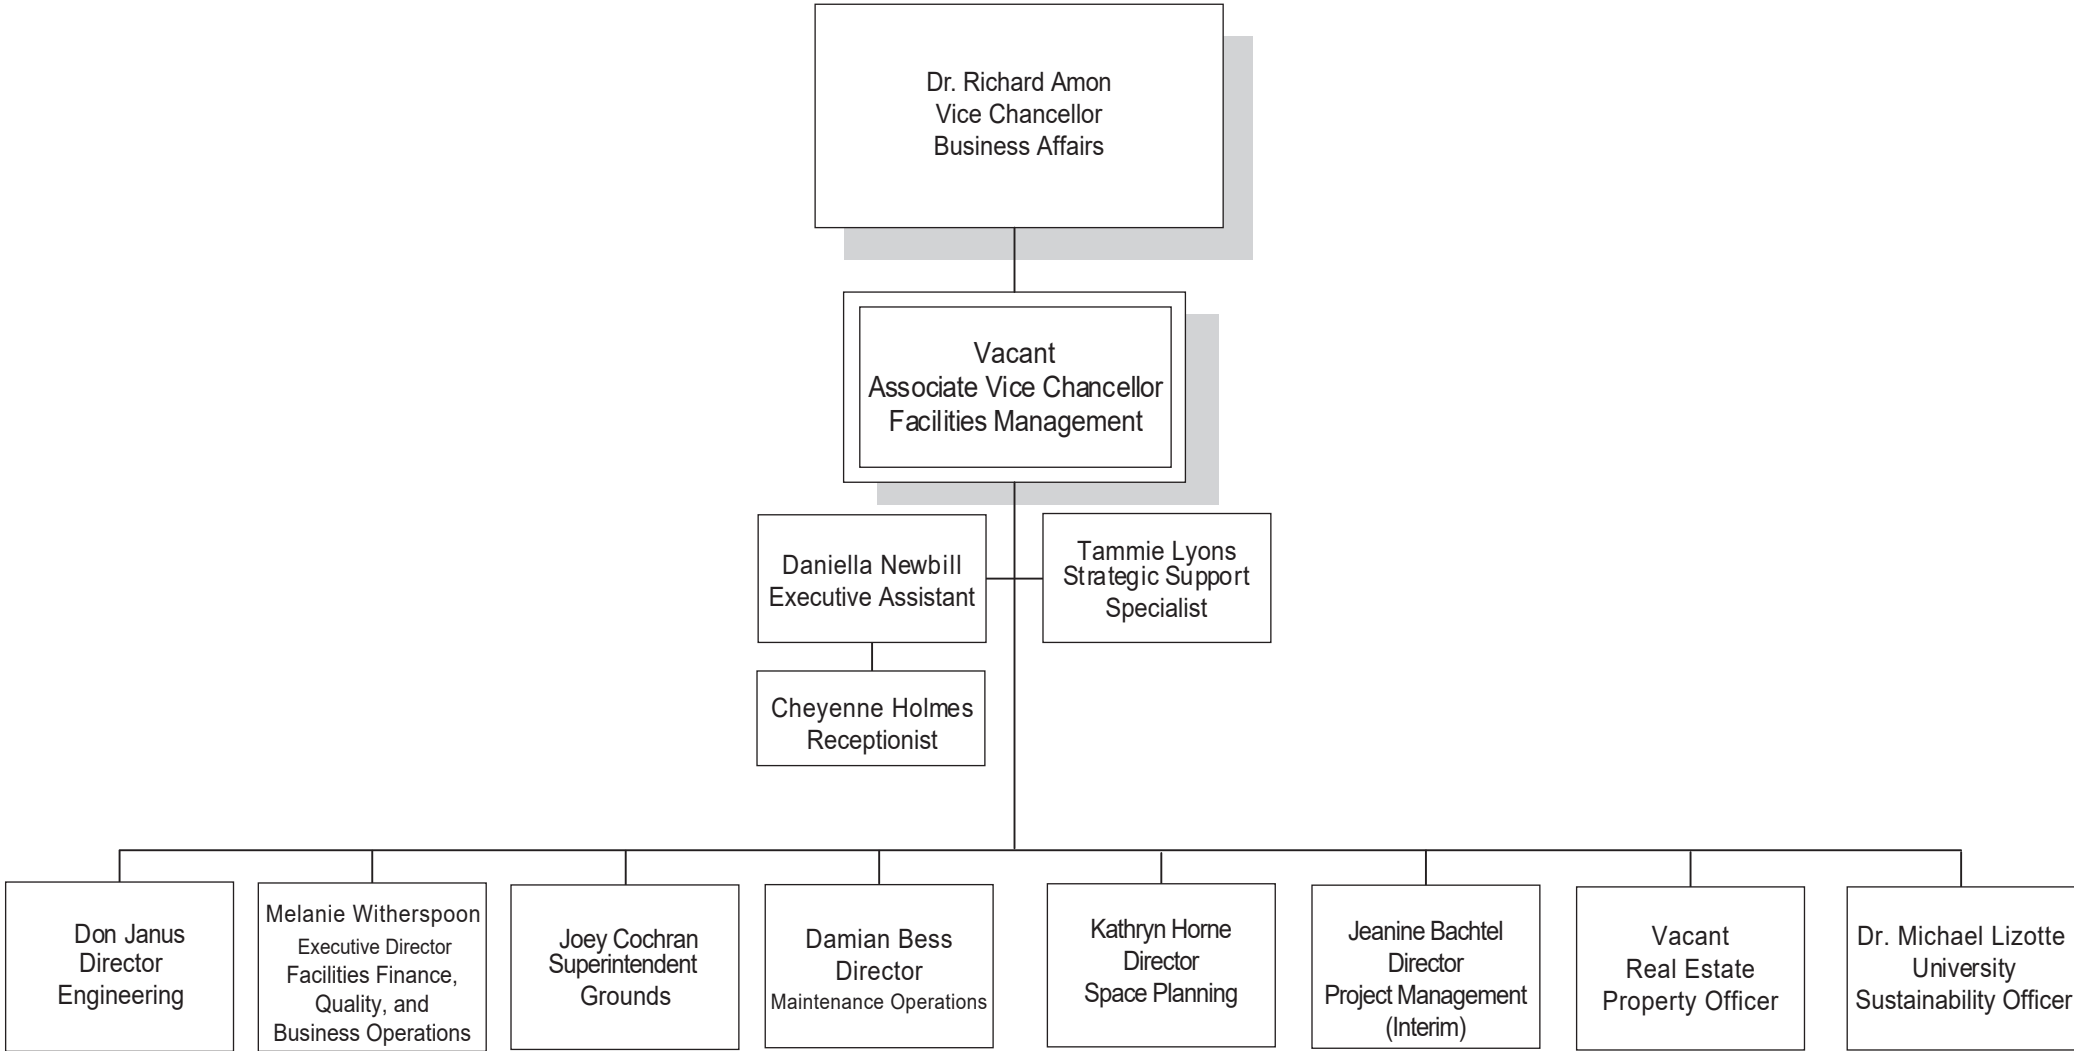 Dr. Richard Amon
Vice Chancellor
Business Affairs
Vacant
Associate Vice Chancellor
Facilities Management
Daniella Newbill
Executive Assistant
Tammie Lyons
Strategic Support
Specialist
Cheyenne Holmes
Receptionist
Don Janus
Director
Engineering
Melanie Witherspoon
Executive Director
Facilities Finance,
Quality, and
Business Operations
Joey Cochran
Superintendent
Grounds
Damian Bess
Director
Maintenance Operations
Kathryn Horne
Director
Space Planning
Jeanine Bachtel
Director
Project Management
(Interim)
Vacant
Real Estate
Property Officer
Dr. Michael Lizotte
University
Sustainability Officer